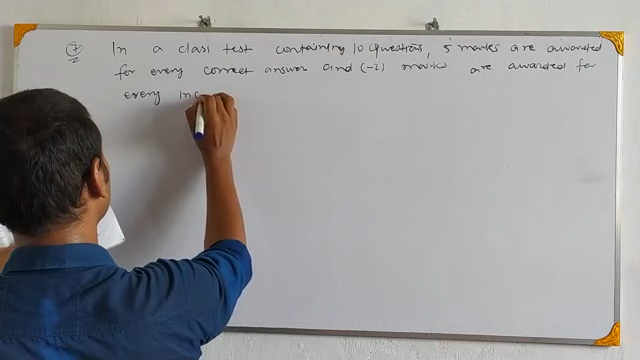 7 In a class test containing 10 questions, 5 marks are awarded
for every correct answer and (-2) marks are awarded for
every inc